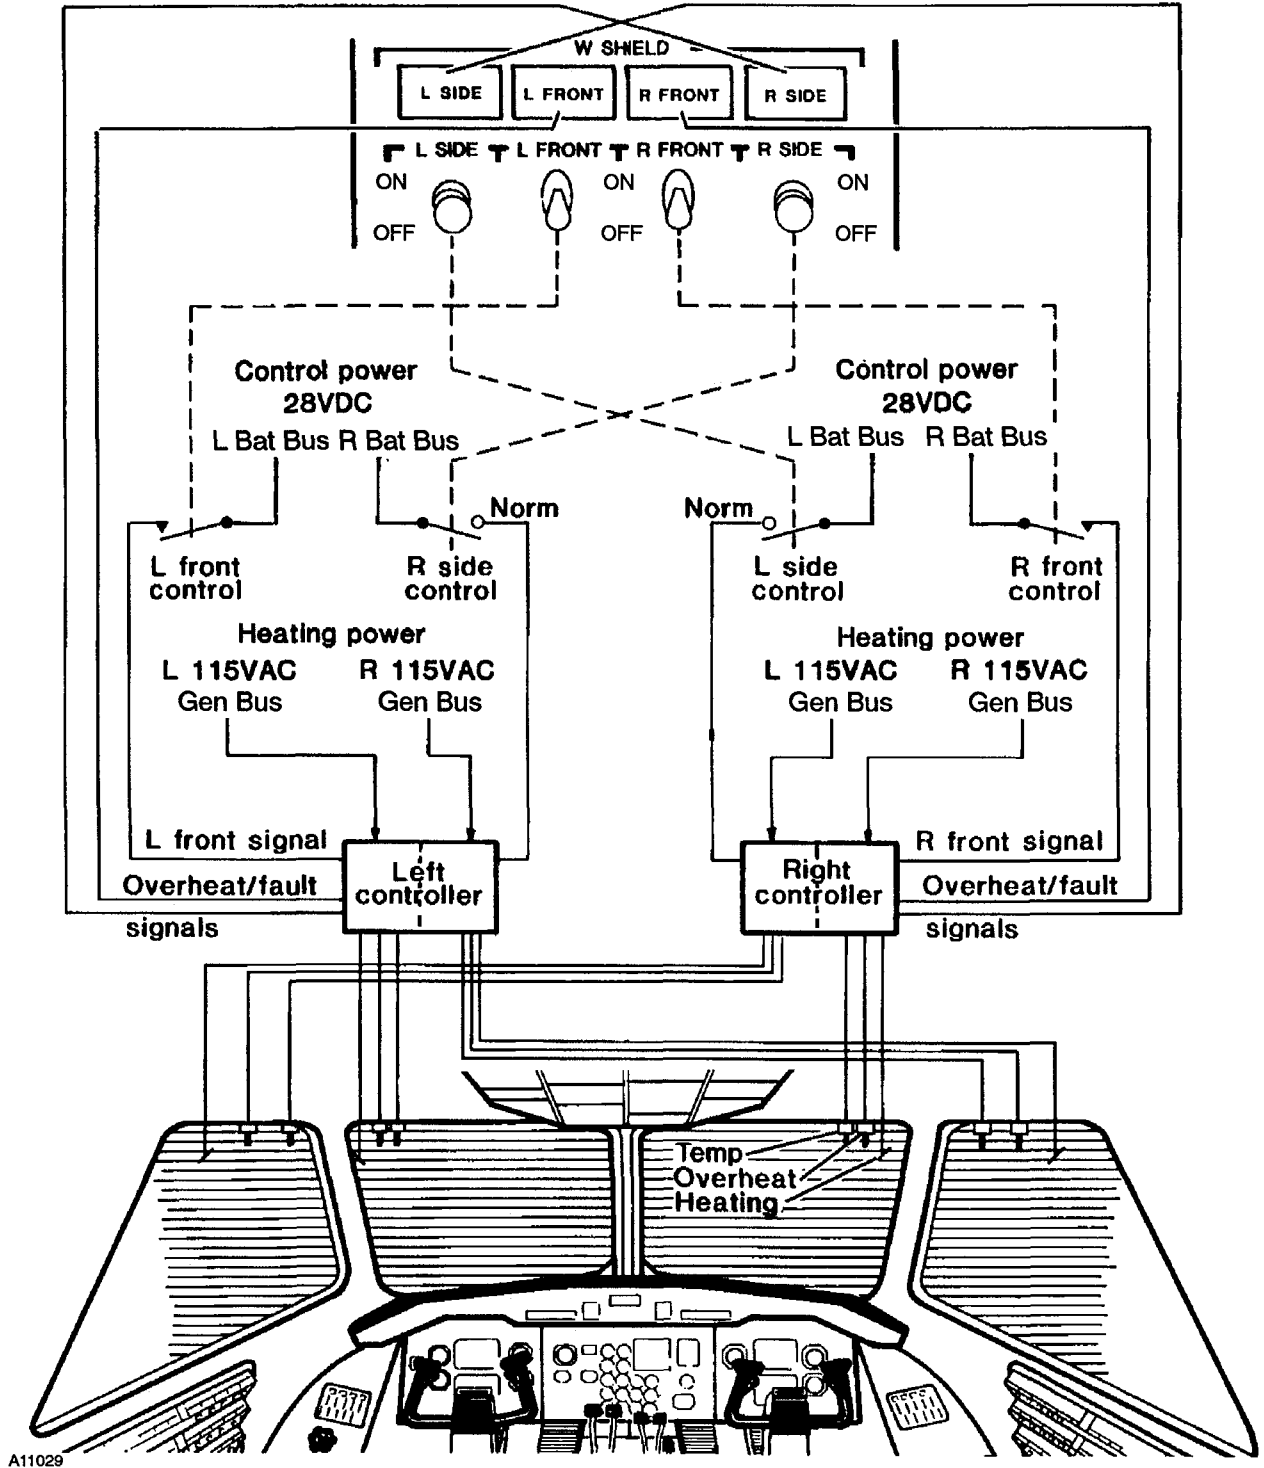 W SHIELD
L SIDE L FRONT R FRONT R SIDE
L SIDE L FRONT R FRONT R SIDE
ON ON ON
OFF OFF OFF
Control power
28VDC
L Bat Bus R Bat Bus
Control power
28VDC
L Bat Bus R Bat Bus
Norm
Norm
L front
control
R side
control
L side
control
R front
control
Heating power
L 115VAC R 115VAC
Gen Bus Gen Bus
Heating power
L 115VAC R 115VAC
Gen Bus Gen Bus
L front signal
Overheat/fault
signals
Left
controller
Right
controller
R front signal
Overheat/fault
signals
Temp
Overheat
Heating
A11029